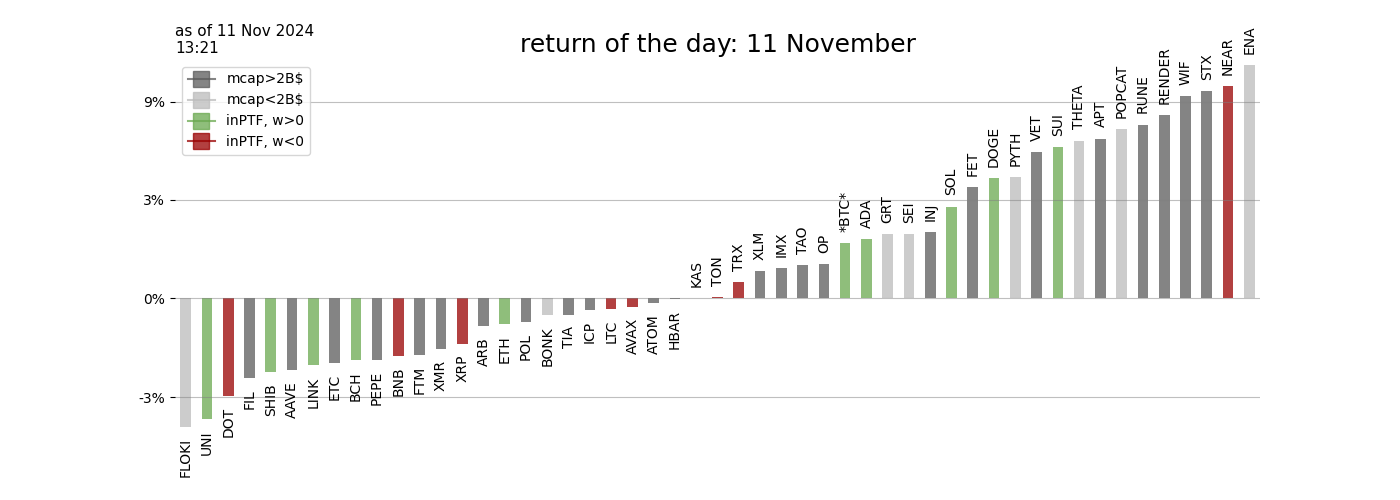 as of 11 Nov 2024
13:21
return of the day: 11 November
mcap>2B$
mcap<2B$
inPTF, w>0
inPTF, w<0
9%
3%
0%
-3%
FLOKI
UNI
DOT
FIL
SHIB
AAVE
LINK
ETC
BCH
PEPE
BNB
FTM
XMR
XRP
ARB
ETH
POL
BONK
TIA
ICP
LTC
AVAX
ATOM
HBAR
KAS
TON
TRX
XLM
IMX
TAO
OP
*BTC*
ADA
GRT
SEI
INJ
SOL
FET
DOGE
PYTH
VET
SUI
THETA
APT
POPCAT
RUNE
RENDER
WIF
STX
NEAR
ENA